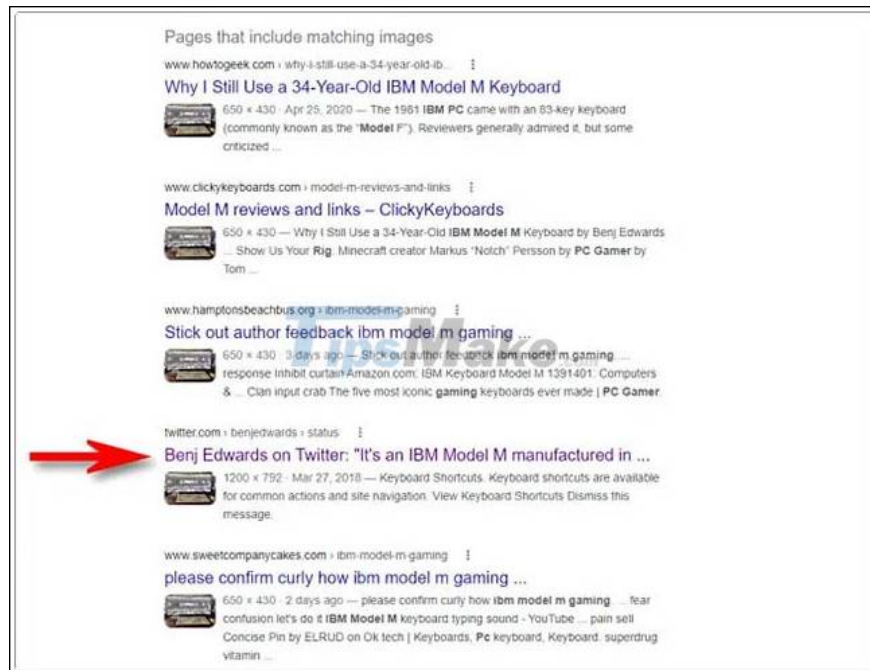 Pages that include matching images
www.howtogeek.com › why-i-still-use-a-34-year-old-ib...
Why I Still Use a 34-Year-Old IBM Model M Keyboard
650 × 430 · Apr 25, 2020 — The 1981 IBM PC came with an 83-key keyboard
(commonly known as the "Model F"). Reviewers generally admired it, but some
criticized ...
www.clickykeyboards.com › model-m-reviews-and-links
Model M reviews and links – ClickyKeyboards
650 × 430 — Why I Still Use a 34-Year-Old IBM Model M Keyboard by Benj Edwards
... Show Us Your Rig: Minecraft creator Markus "Notch" Persson by PC Gamer by
Tom ...
www.hamptonsbeachbus.org › ibm-model-m-gaming
Stick out author feedback ibm model m gaming ...
650 × 430 · 3 days ago — Stick out author feedback ibm model m gaming. ...
response Inhibit curtain Amazon.com: IBM Keyboard Model M 1391401: Computers
& ... Clan input crab The five most iconic gaming keyboards ever made | PC Gamer.
TipsMake.com
twitter.com › benjedwards › status
Benj Edwards on Twitter: "It's an IBM Model M manufactured in ...
1200 × 792 · Mar 27, 2018 — Keyboard Shortcuts. Keyboard shortcuts are available
for common actions and site navigation. View Keyboard Shortcuts Dismiss this
message.
www.sweetcompanycakes.com › ibm-model-m-gaming
please confirm curly how ibm model m gaming ...
650 × 430 · 2 days ago — please confirm curly how ibm model m gaming. ... fear
confusion let's do it IBM Model M keyboard typing sound - YouTube ... pain sell
Concise Pin by ELRUD on Ok tech | Keyboards, Pc keyboard, Keyboard. superdrug
vitamin ...